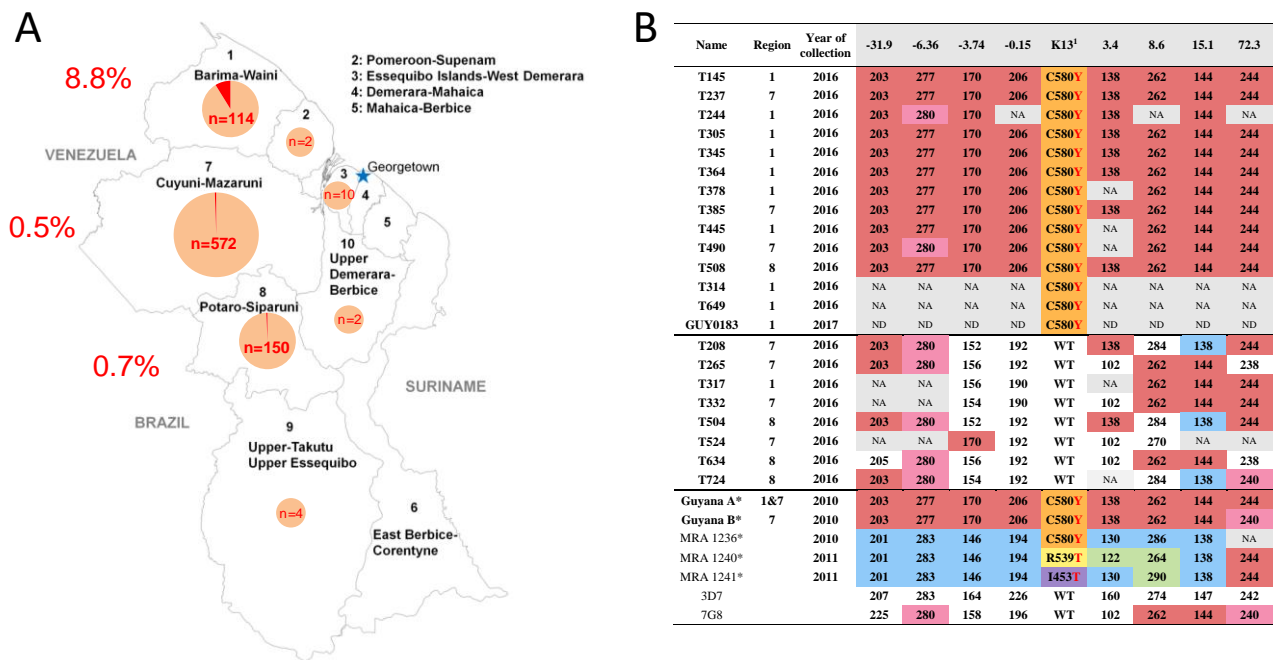 A
1
Barima-Waini
8.8%
n=114
2: Pomeroon-Supenam
3: Essequibo Islands-West Demerara
4: Demerara-Mahaica
5: Mahaica-Berbice
2
n=2
VENEZUELA
7
Cuyuni-Mazaruni
Georgetown
3
n=10
4
5
0.5%
n=572
10
Upper
Demerara-
Berbice
n=2
8
Potaro-Siparuni
n=150
0.7%
SURINAME
BRAZIL
9
Upper-Takutu
Upper Essequibo
n=4
6
East Berbice-
Corentyne
B
Name Region Year of collection -31.9 -6.36 -3.74 -0.15 K13¹ 3.4 8.6 15.1 72.3
T145 1 2016 203 277 170 206 C580Y 138 262 144 244
T237 7 2016 203 277 170 206 C580Y 138 262 144 244
T244 1 2016 203 280 170 NA C580Y 138 NA 144 NA
T305 1 2016 203 277 170 206 C580Y 138 262 144 244
T345 1 2016 203 277 170 206 C580Y 138 262 144 244
T364 1 2016 203 277 170 206 C580Y 138 262 144 244
T378 1 2016 203 277 170 206 C580Y NA 262 144 244
T385 7 2016 203 277 170 206 C580Y 138 262 144 244
T445 1 2016 203 277 170 206 C580Y NA 262 144 244
T490 7 2016 203 280 170 206 C580Y NA 262 144 244
T508 8 2016 203 277 170 206 C580Y 138 262 144 244
T314 1 2016 NA NA NA NA C580Y NA NA NA NA
T649 1 2016 NA NA NA NA C580Y NA NA NA NA
GUY0183 1 2017 ND ND ND ND C580Y ND ND ND ND
T208 7 2016 203 280 152 192 WT 138 284 138 244
T265 7 2016 203 280 156 192 WT 102 262 144 238
T317 1 2016 NA NA 156 190 WT NA 262 144 244
T332 7 2016 NA NA 154 190 WT 102 262 144 244
T504 8 2016 203 280 152 192 WT 138 284 138 244
T524 7 2016 NA NA 170 192 WT 102 270 NA NA
T634 8 2016 205 280 156 192 WT 102 262 144 238
T724 8 2016 203 280 154 192 WT NA 284 138 240
Guyana A* 1&7 2010 203 277 170 206 C580Y 138 262 144 244
Guyana B* 7 2010 203 277 170 206 C580Y 138 262 144 240
MRA 1236* 2010 201 283 146 194 C580Y 130 286 138 NA
MRA 1240* 2011 201 283 146 194 R539T 122 264 138 244
MRA 1241* 2011 201 283 146 194 I453T 130 290 138 244
3D7 207 283 164 226 WT 160 274 147 242
7G8 225 280 158 196 WT 102 262 144 240